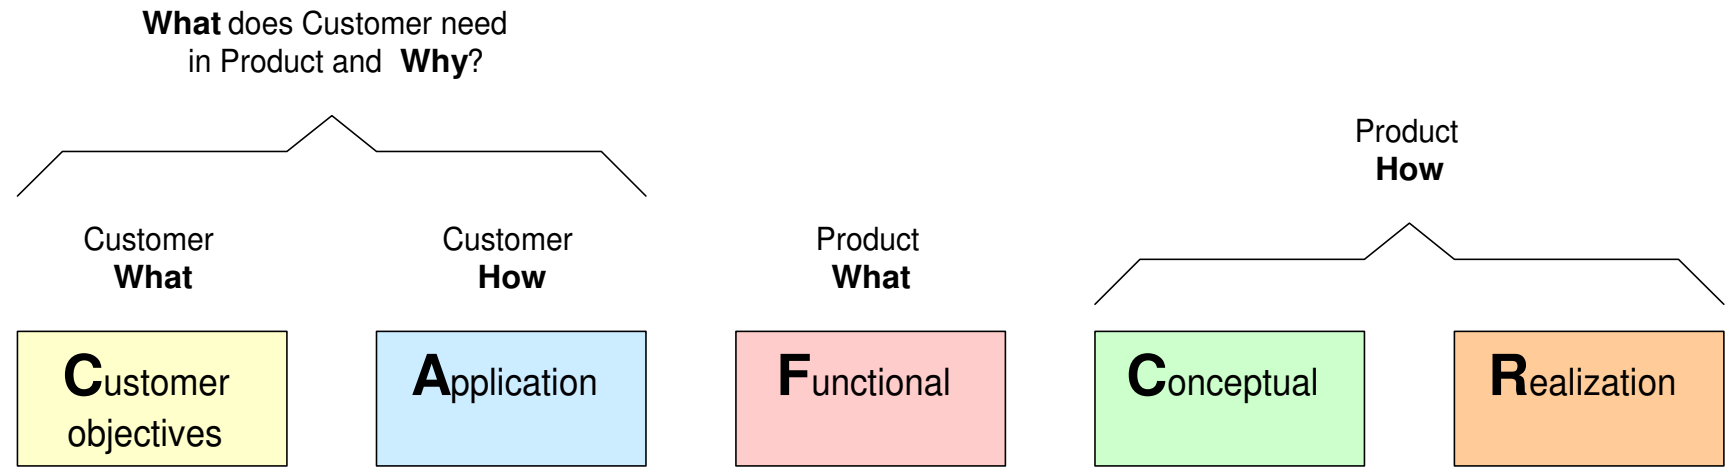 What does Customer need
in Product and Why?
Product
How
Customer
What
Customer
How
Product
What
Customer
objectives
Application
Functional
Conceptual
Realization